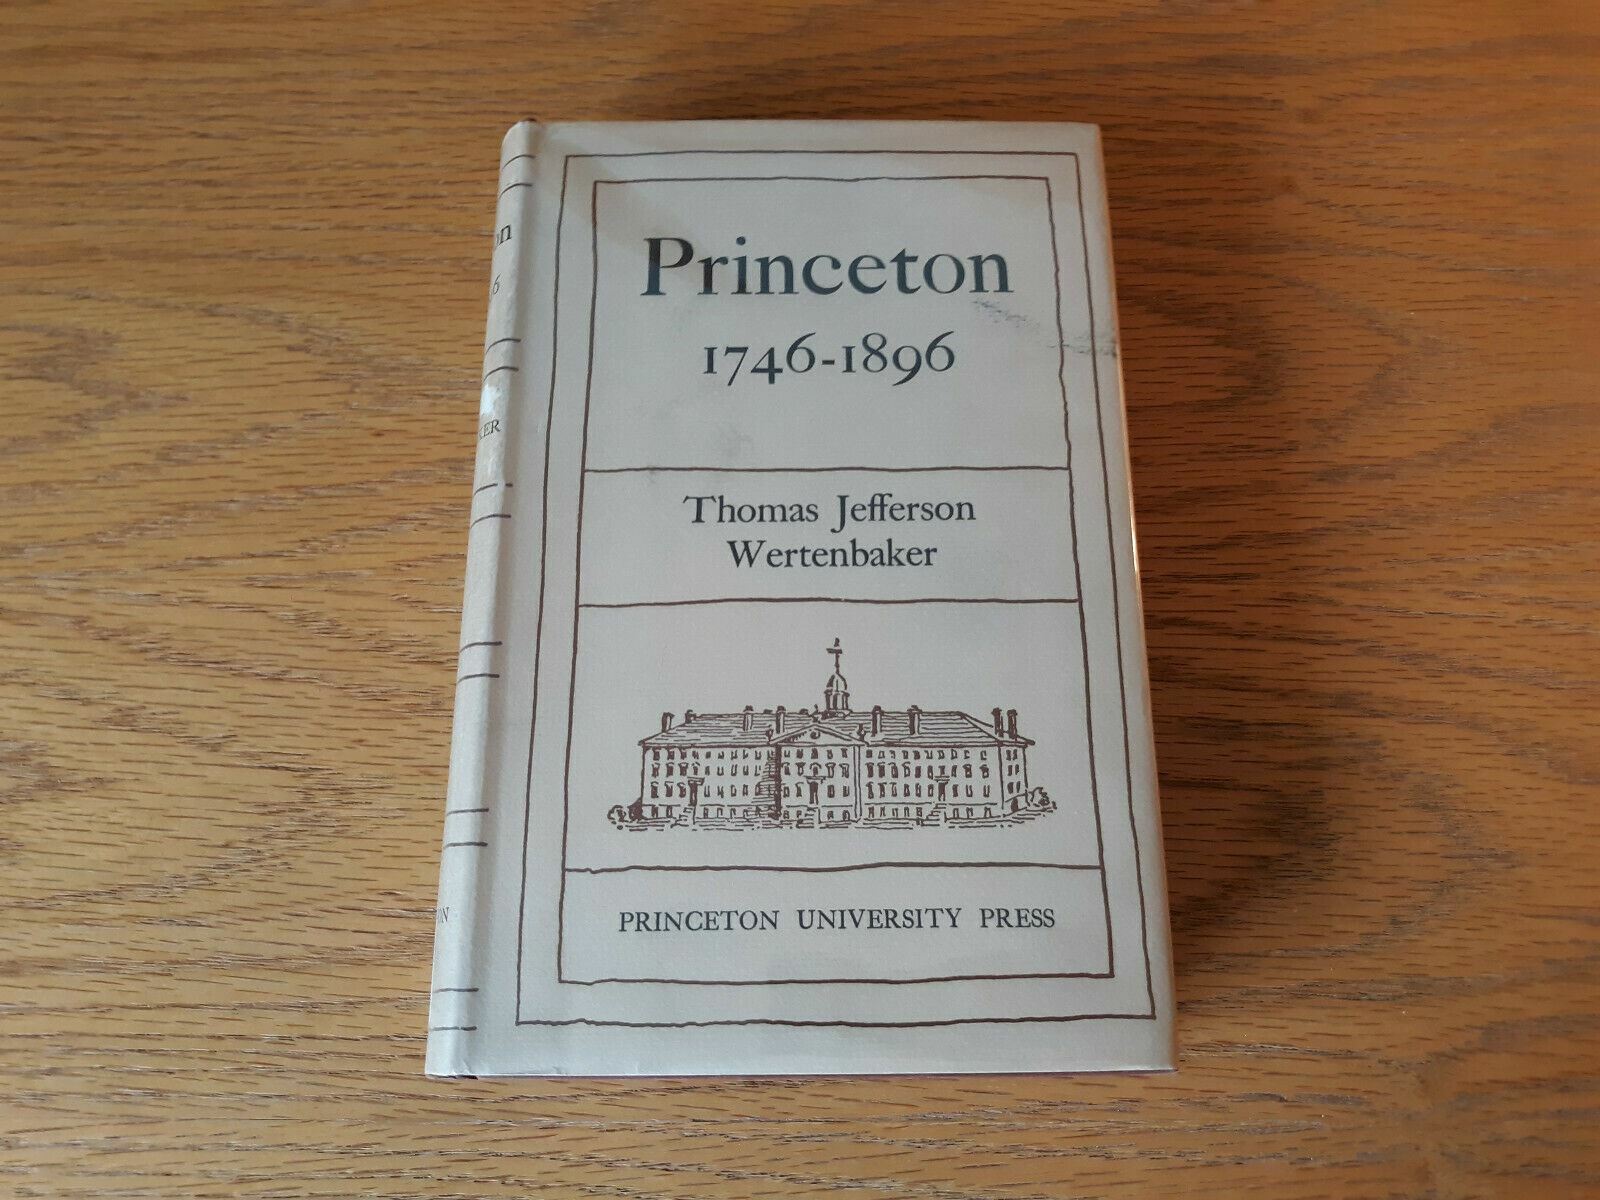 Princeton
1746-1896
Thomas Jefferson
Wertenbaker
PRINCETON UNIVERSITY PRESS